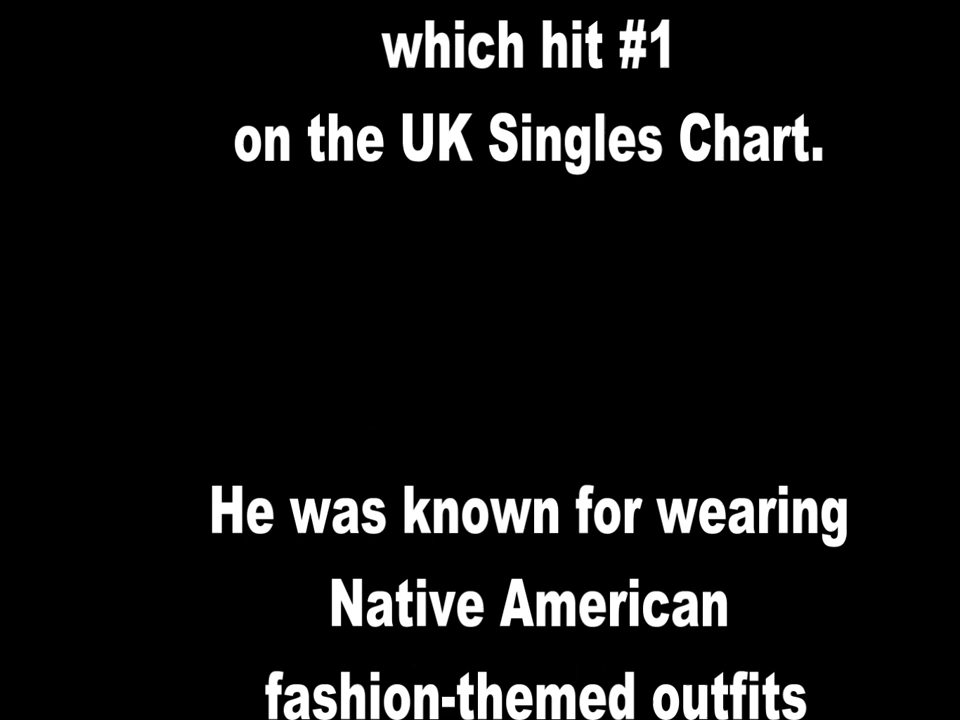 which hit #1
on the UK Singles Chart.
He was known for wearing
Native American
fashion-themed outfits